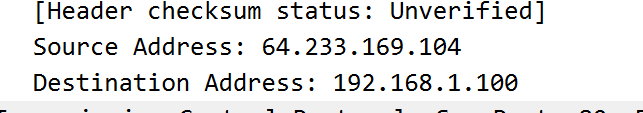 [Header checksum status: Unverified]
Source Address: 64.233.169.104
Destination Address: 192.168.1.100